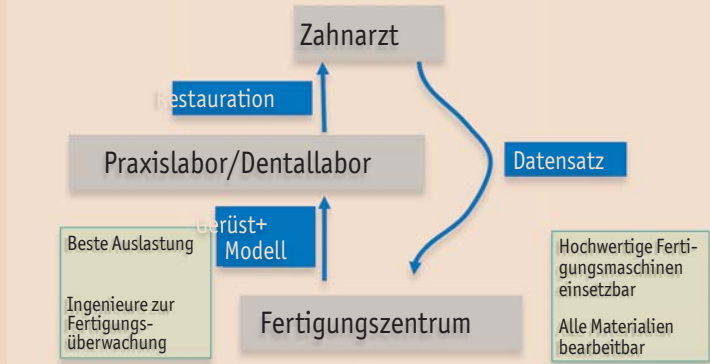 Zahnarzt
Restauration
Praxislabor/Dentallabor
Datensatz
Gerüst+
Modell
Beste Auslastung
Ingenieure zur
Fertigungs-
überwachung
Fertigungszentrum
Hochwertige Ferti-
gungsmaschinen
einsetzbar
Alle Materialien
bearbeitbar